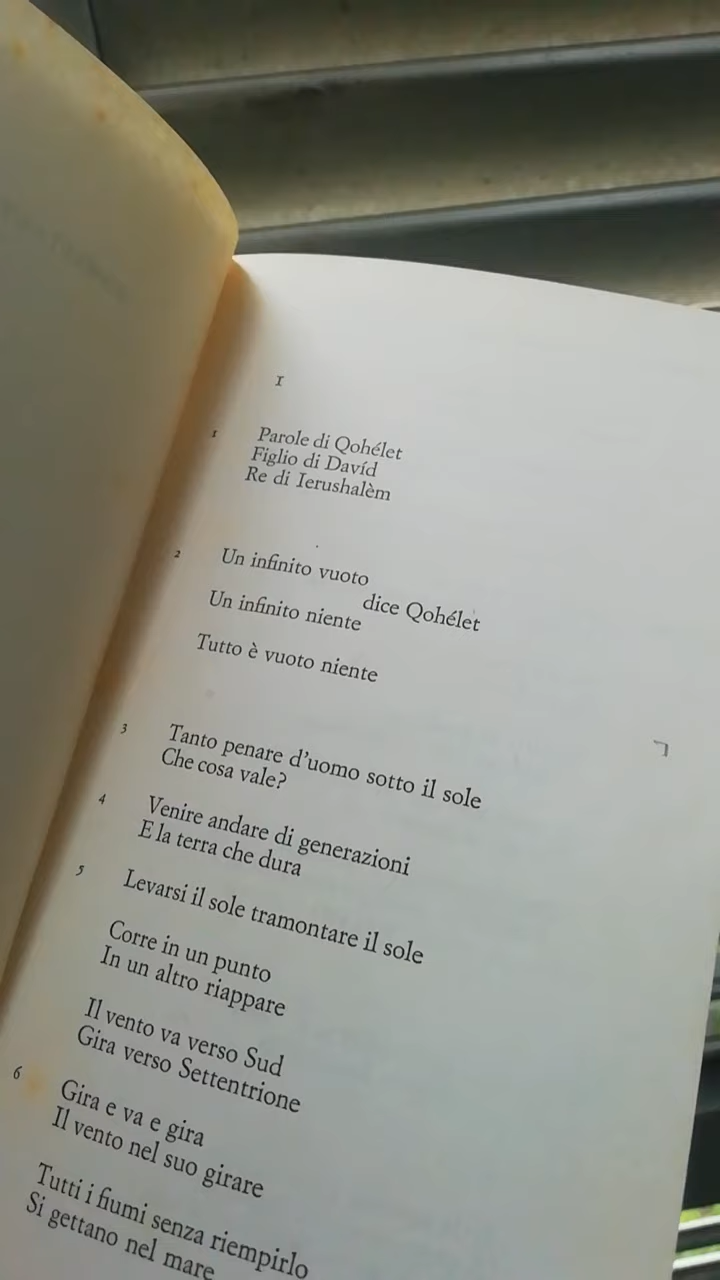 I
1 Parole di Qohélet
Figlio di Davíd
Re di Ierushalèm
2 Un infinito vuoto
dice Qohélet
Un infinito niente
Tutto è vuoto niente
3 Tanto penare d'uomo sotto il sole
Che cosa vale?
4 Venire andare di generazioni
E la terra che dura
5 Levarsi il sole tramontare il sole
Corre in un punto
In un altro riappare
Il vento va verso Sud
Gira verso Settentrione
6 Gira e va e gira
Il vento nel suo girare
Tutti i fiumi senza riempirlo
Si gettano nel mare